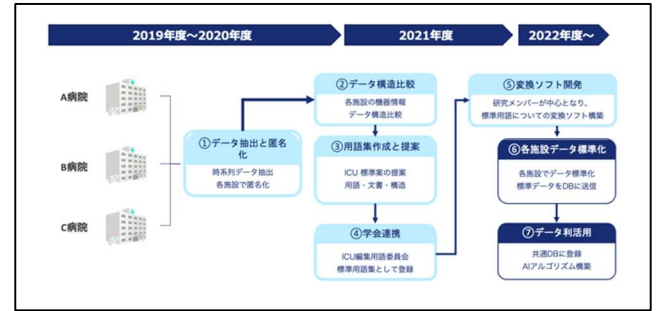 2019年度～2020年度
2021年度
2022年度～
A病院
B病院
C病院
①データ抽出と匿名
化
時系列データ抽出
各施設で匿名化
②データ構造比較
各施設の機器情報
データ構造比較
③用語集作成と提案
ICU 標準案の提案
用語・文書・構造
④学会連携
ICU編集用語委員会
標準用語集として登録
⑤変換ソフト開発
研究メンバーが中心となり、
標準用語についての変換ソフト構築
⑥各施設データ標準化
各施設でデータ標準化
標準データをDBに送信
⑦データ利活用
共通DBに登録
AIアルゴリズム構築